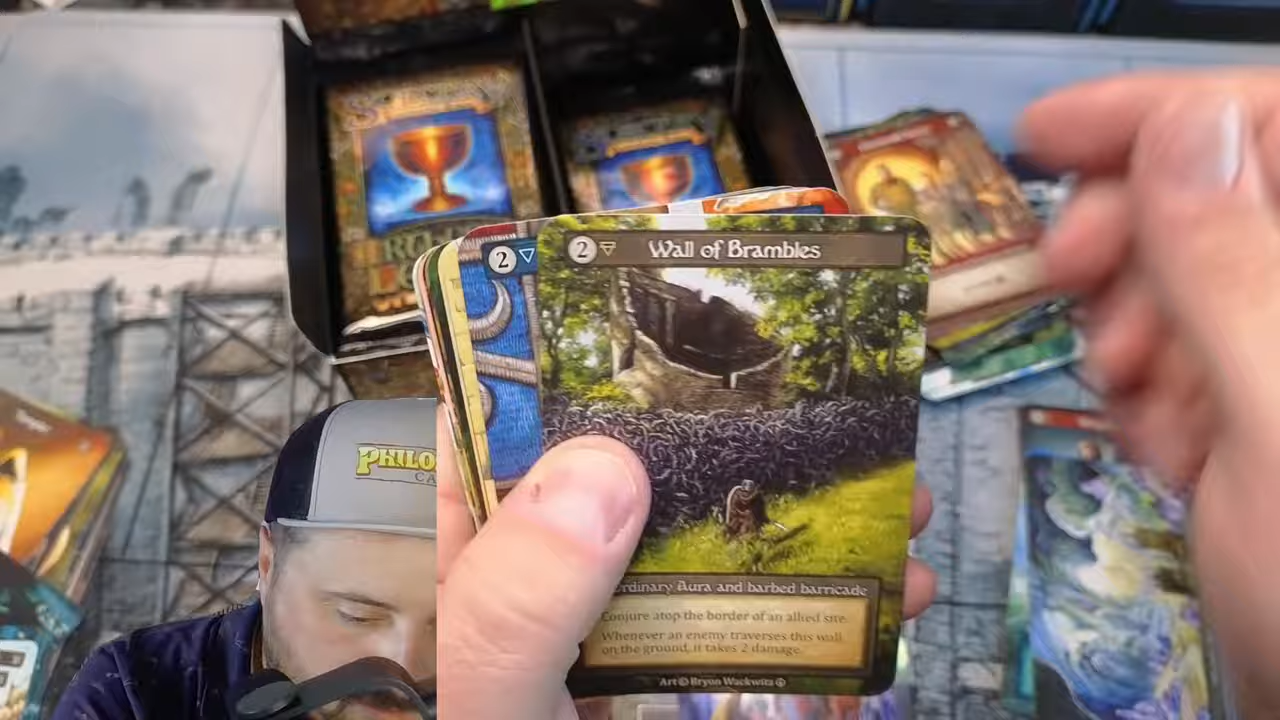 2
2
Wall of Brambles
PHILO
CA
rdinary Aura and barbed barricade
Conjure atop the border of an allied site.
Whenever an enemy traverses this wall
on the ground, it takes 2 damage.
Art © Bryon Wackwitz